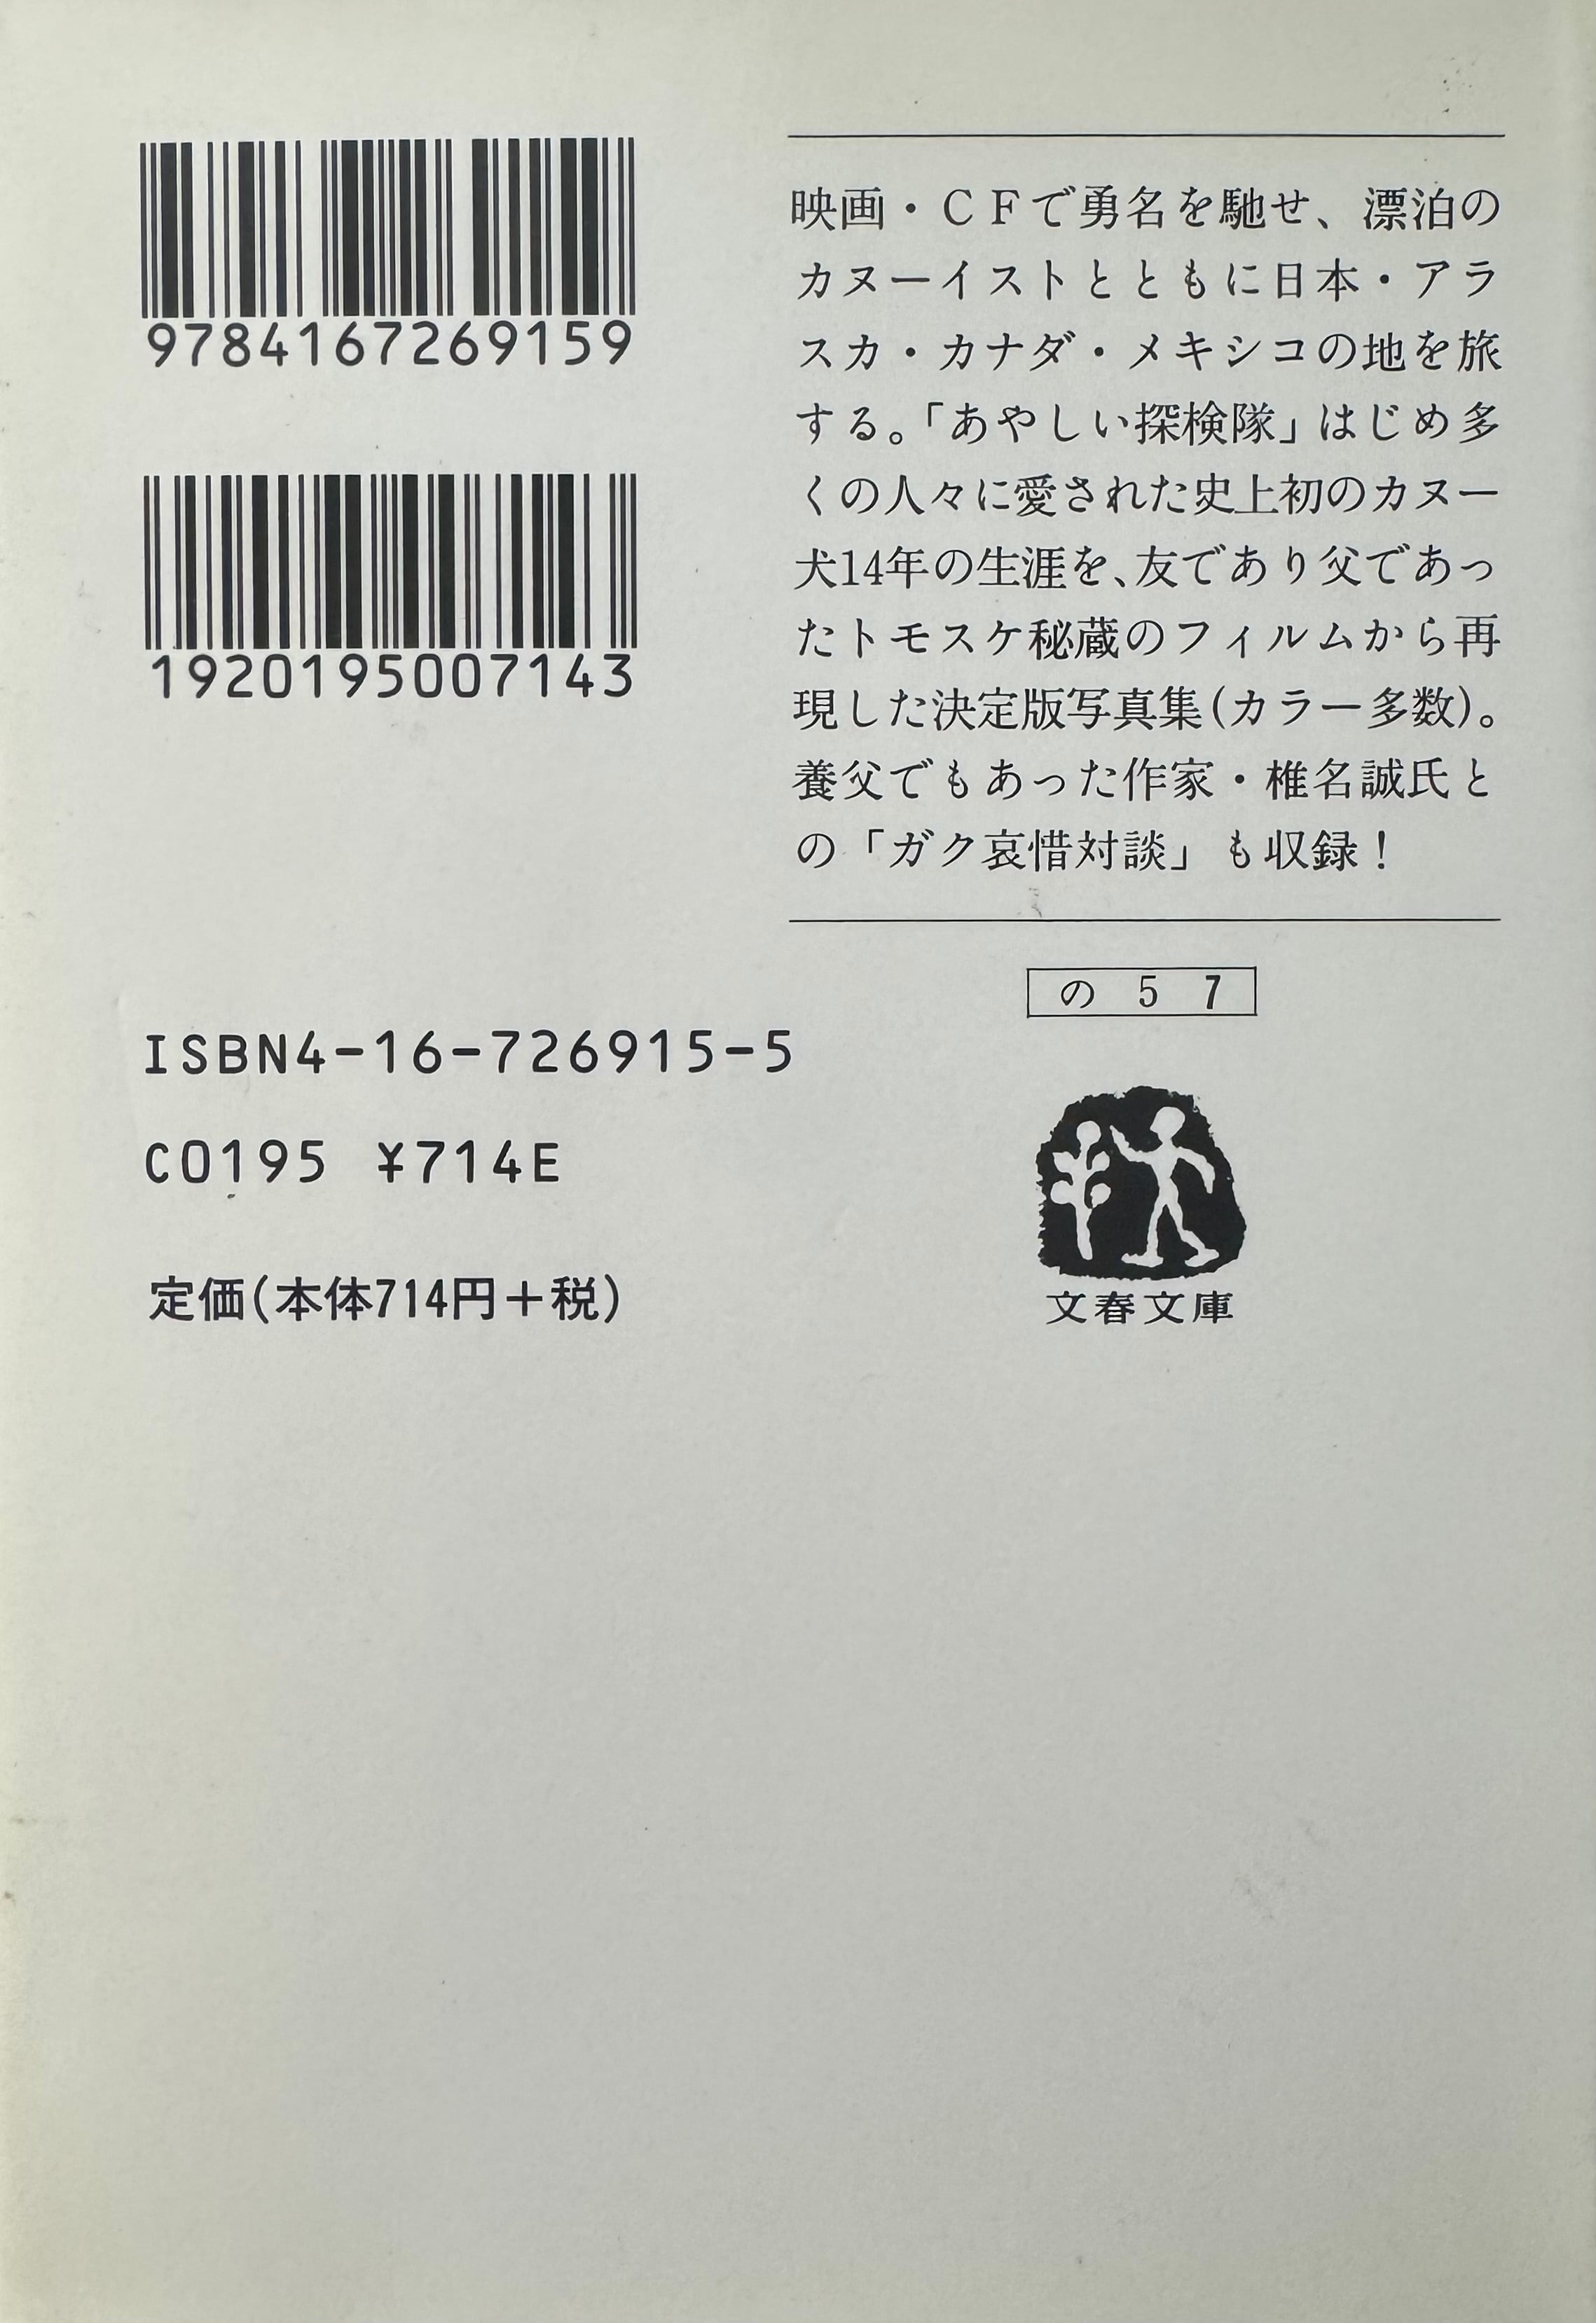 9784167269159
1920195007143
映画・CFで勇名を馳せ、漂泊の
カヌーイストとともに日本・アラ
スカ・カナダ・メキシコの地を旅
する。「あやしい探検隊」はじめ多
くの人々に愛された史上初のカヌー
犬14年の生涯を、友であり父であっ
たトモスケ秘蔵のフィルムから再
現した決定版写真集(カラー多数)。
養父でもあった作家・椎名誠氏と
の「ガク哀惜対談」も収録！
の 5 7
ISBN4-16-726915-5
C0195 ¥714E
定価(本体714円＋税)
文春文庫